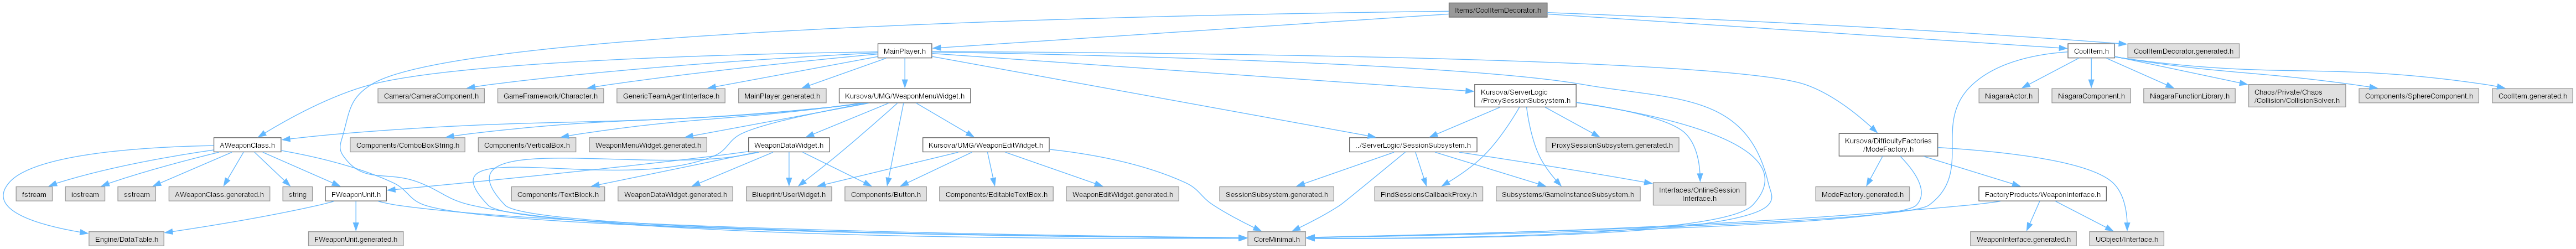 Items/CoolItemDecorator.h
MainPlayer.h
CoolItem.h
CoolItemDecorator.generated.h
Camera/CameraComponent.h
GameFramework/Character.h
GenericTeamAgentInterface.h
MainPlayer.generated.h
Kursova/UMG/WeaponMenuWidget.h
Kursova/ServerLogic
/ProxySessionSubsystem.h
NiagaraActor.h
NiagaraComponent.h
NiagaraFunctionLibrary.h
Chaos/Private/Chaos
/Collision/CollisionSolver.h
Components/SphereComponent.h
CoolItem.generated.h
AWeaponClass.h
Components/ComboBoxString.h
Components/VerticalBox.h
WeaponMenuWidget.generated.h
WeaponDataWidget.h
Kursova/UMG/WeaponEditWidget.h
../ServerLogic/SessionSubsystem.h
ProxySessionSubsystem.generated.h
Kursova/DifficultyFactories
/ModeFactory.h
fstream
iostream
sstream
AWeaponClass.generated.h
string
FWeaponUnit.h
Components/TextBlock.h
WeaponDataWidget.generated.h
Blueprint/UserWidget.h
Components/Button.h
Components/EditableTextBox.h
WeaponEditWidget.generated.h
SessionSubsystem.generated.h
FindSessionsCallbackProxy.h
Subsystems/GameInstanceSubsystem.h
Interfaces/OnlineSession
Interface.h
ModeFactory.generated.h
FactoryProducts/WeaponInterface.h
Engine/DataTable.h
FWeaponUnit.generated.h
CoreMinimal.h
WeaponInterface.generated.h
UObject/Interface.h